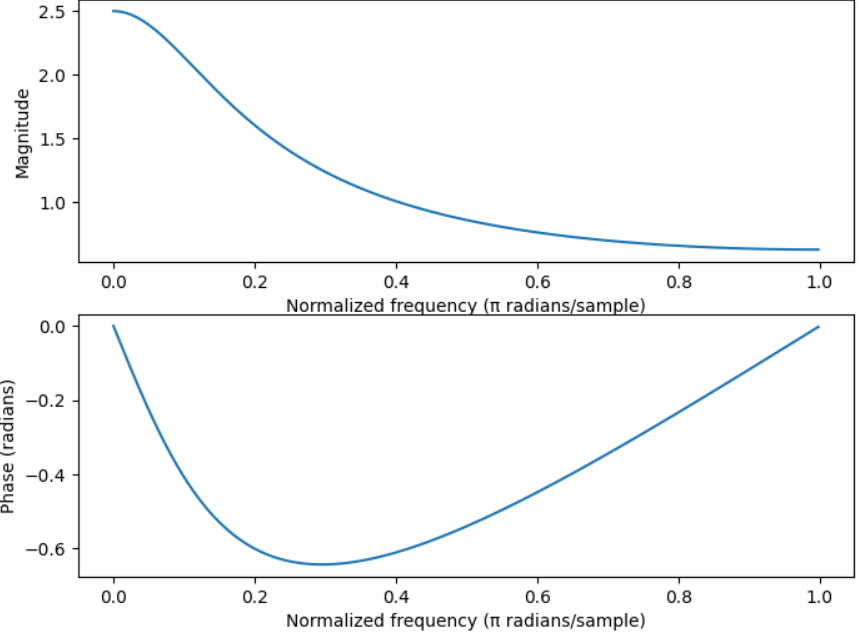 Magnitude
2.5
2.0
1.5
1.0
0.0 0.2 0.4 0.6 0.8 1.0
Normalized frequency (π radians/sample)
Phase (radians)
0.0
−0.2
−0.4
−0.6
0.0 0.2 0.4 0.6 0.8 1.0
Normalized frequency (π radians/sample)